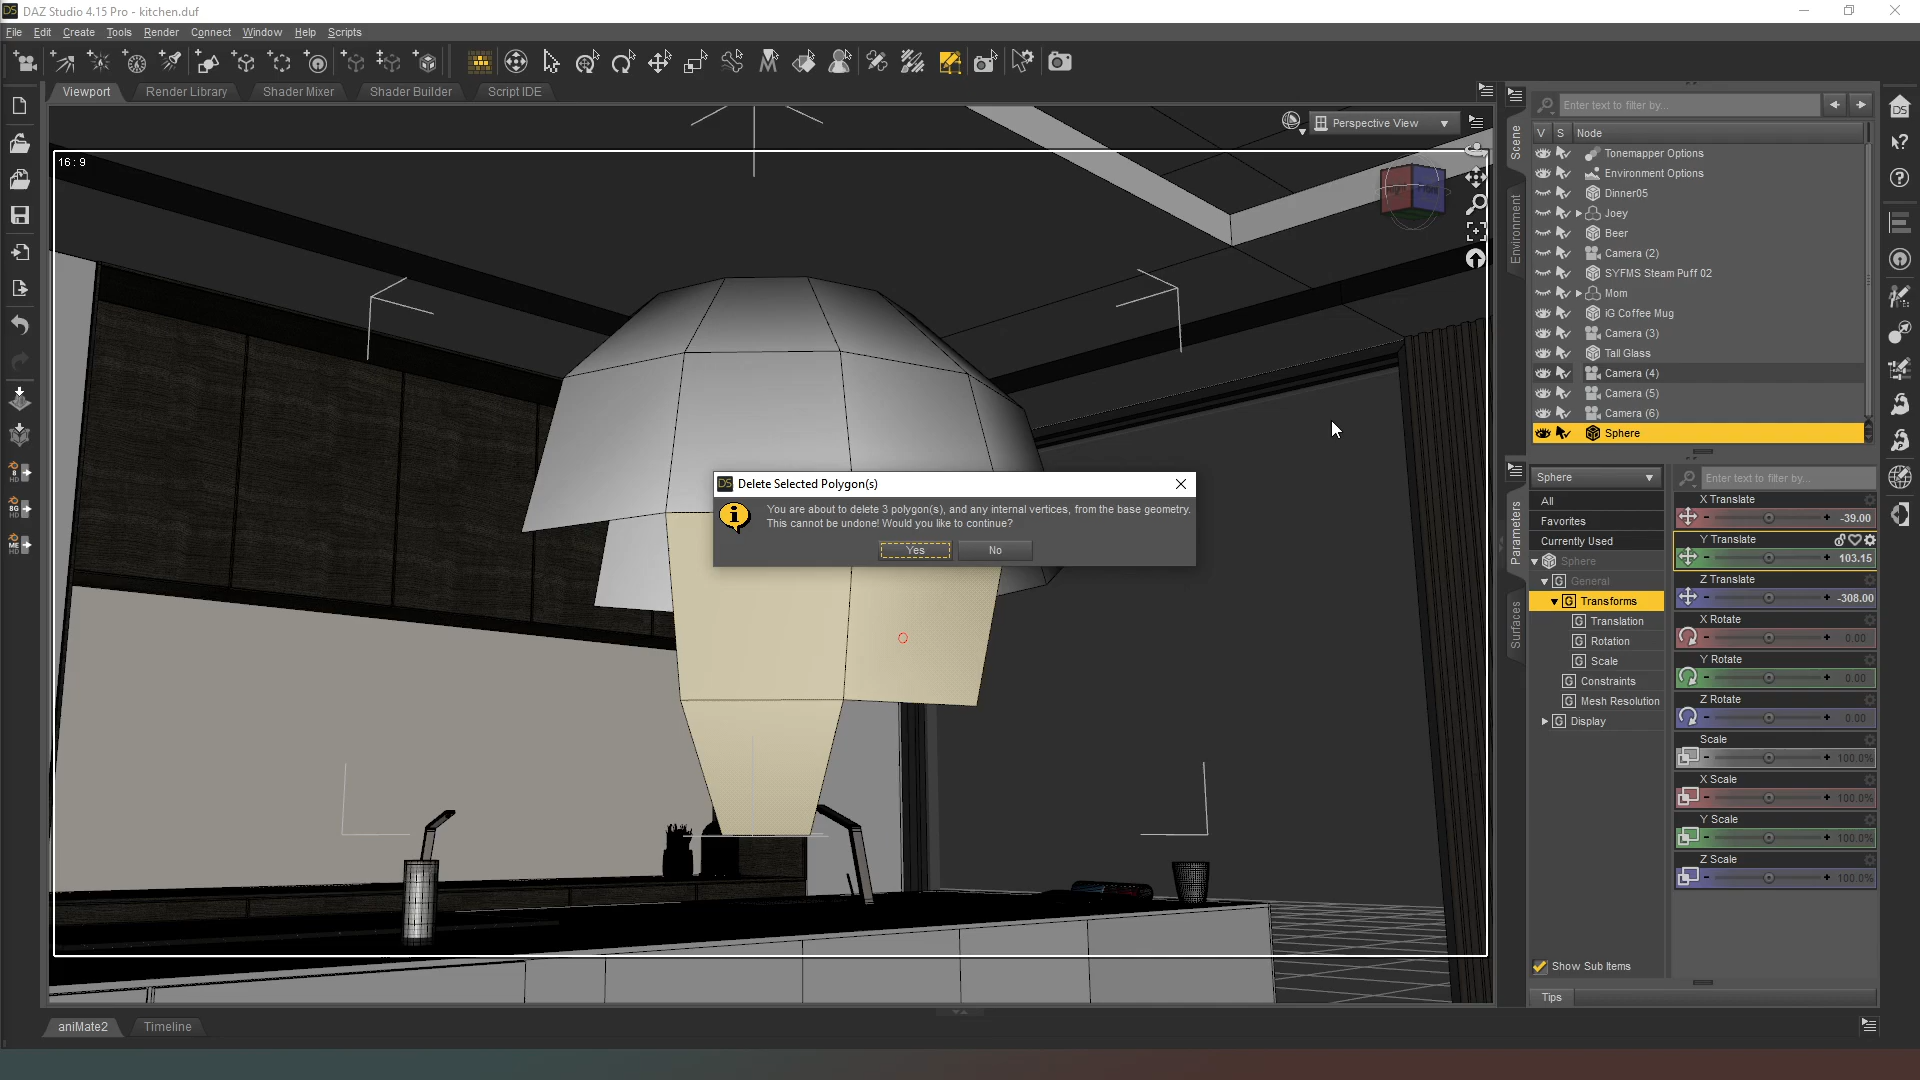 DAZ Studio 4.15 Pro - kitchen.duf
File Edit Create Tools Render Connect Window Help Scripts
Viewport Render Library Shader Mixer Shader Builder Script IDE
16 : 9
Perspective View
Enter text to filter by...
V S Node
Tonemapper Options
Environment Options
Dinner05
Joey
Beer
Camera (2)
SYFMS Steam Puff 02
Mom
iG Coffee Mug
Camera (3)
Tall Glass
Camera (4)
Camera (5)
Camera (6)
Sphere
Scene
Environment
Delete Selected Polygon(s)
You are about to delete 3 polygon(s), and any internal vertices, from the base geometry.
This cannot be undone! Would you like to continue?
Yes No
Parameters
Surfaces
Sphere
All
Favorites
Currently Used
Sphere
General
Transforms
Translation
Rotation
Scale
Constraints
Mesh Resolution
Display
Show Sub Items
Enter text to filter by...
X Translate
-39.00
Y Translate
103.15
Z Translate
-308.00
X Rotate
0.00
Y Rotate
0.00
Z Rotate
0.00
Scale
100.0%
X Scale
100.0%
Y Scale
100.0%
Z Scale
100.0%
Tips
aniMate2 Timeline